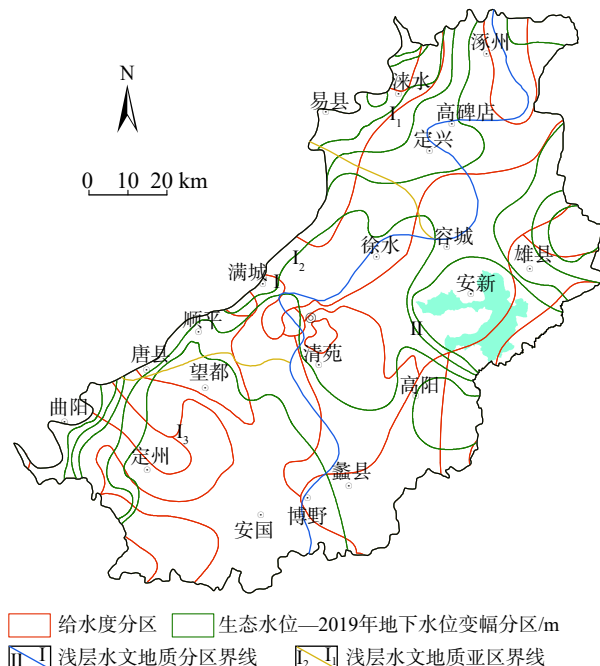 涿州
涞水
N
易县
I1
高碑店
定兴
0 10 20 km
徐水
容城
雄县
I2
满城
I
安新
II
顺平
清苑
唐县
望都
高阳
曲阳
I3
定州
蠡县
博野
安国
给水度分区
生态水位—2019年地下水位变幅分区/m
II I 浅层水文地质分区界线
I2 I1 浅层水文地质亚区界线